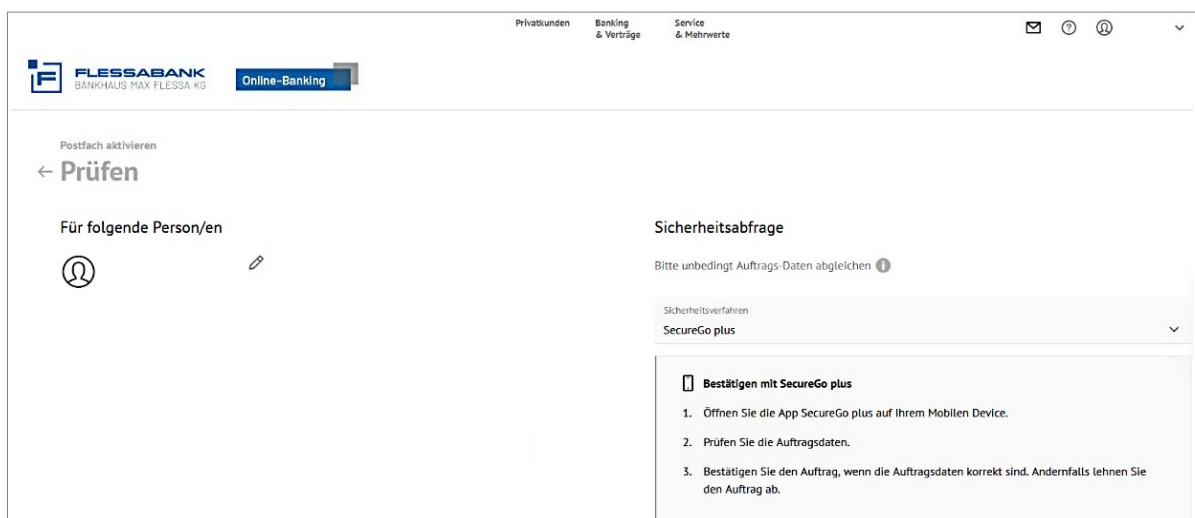 Privatkunden
Banking
& Verträge
Service
& Mehrwerte
FLESSABANK
BANKHAUS MAX FLESSA KG
Online-Banking
Postfach aktivieren
← Prüfen
Für folgende Person/en
Sicherheitsabfrage
Bitte unbedingt Auftrags-Daten abgleichen
Sicherheitsverfahren
SecureGo plus
Bestätigen mit SecureGo plus
1. Öffnen Sie die App SecureGo plus auf Ihrem Mobilen Device.
2. Prüfen Sie die Auftragsdaten.
3. Bestätigen Sie den Auftrag, wenn die Auftragsdaten korrekt sind. Andernfalls lehnen Sie
den Auftrag ab.